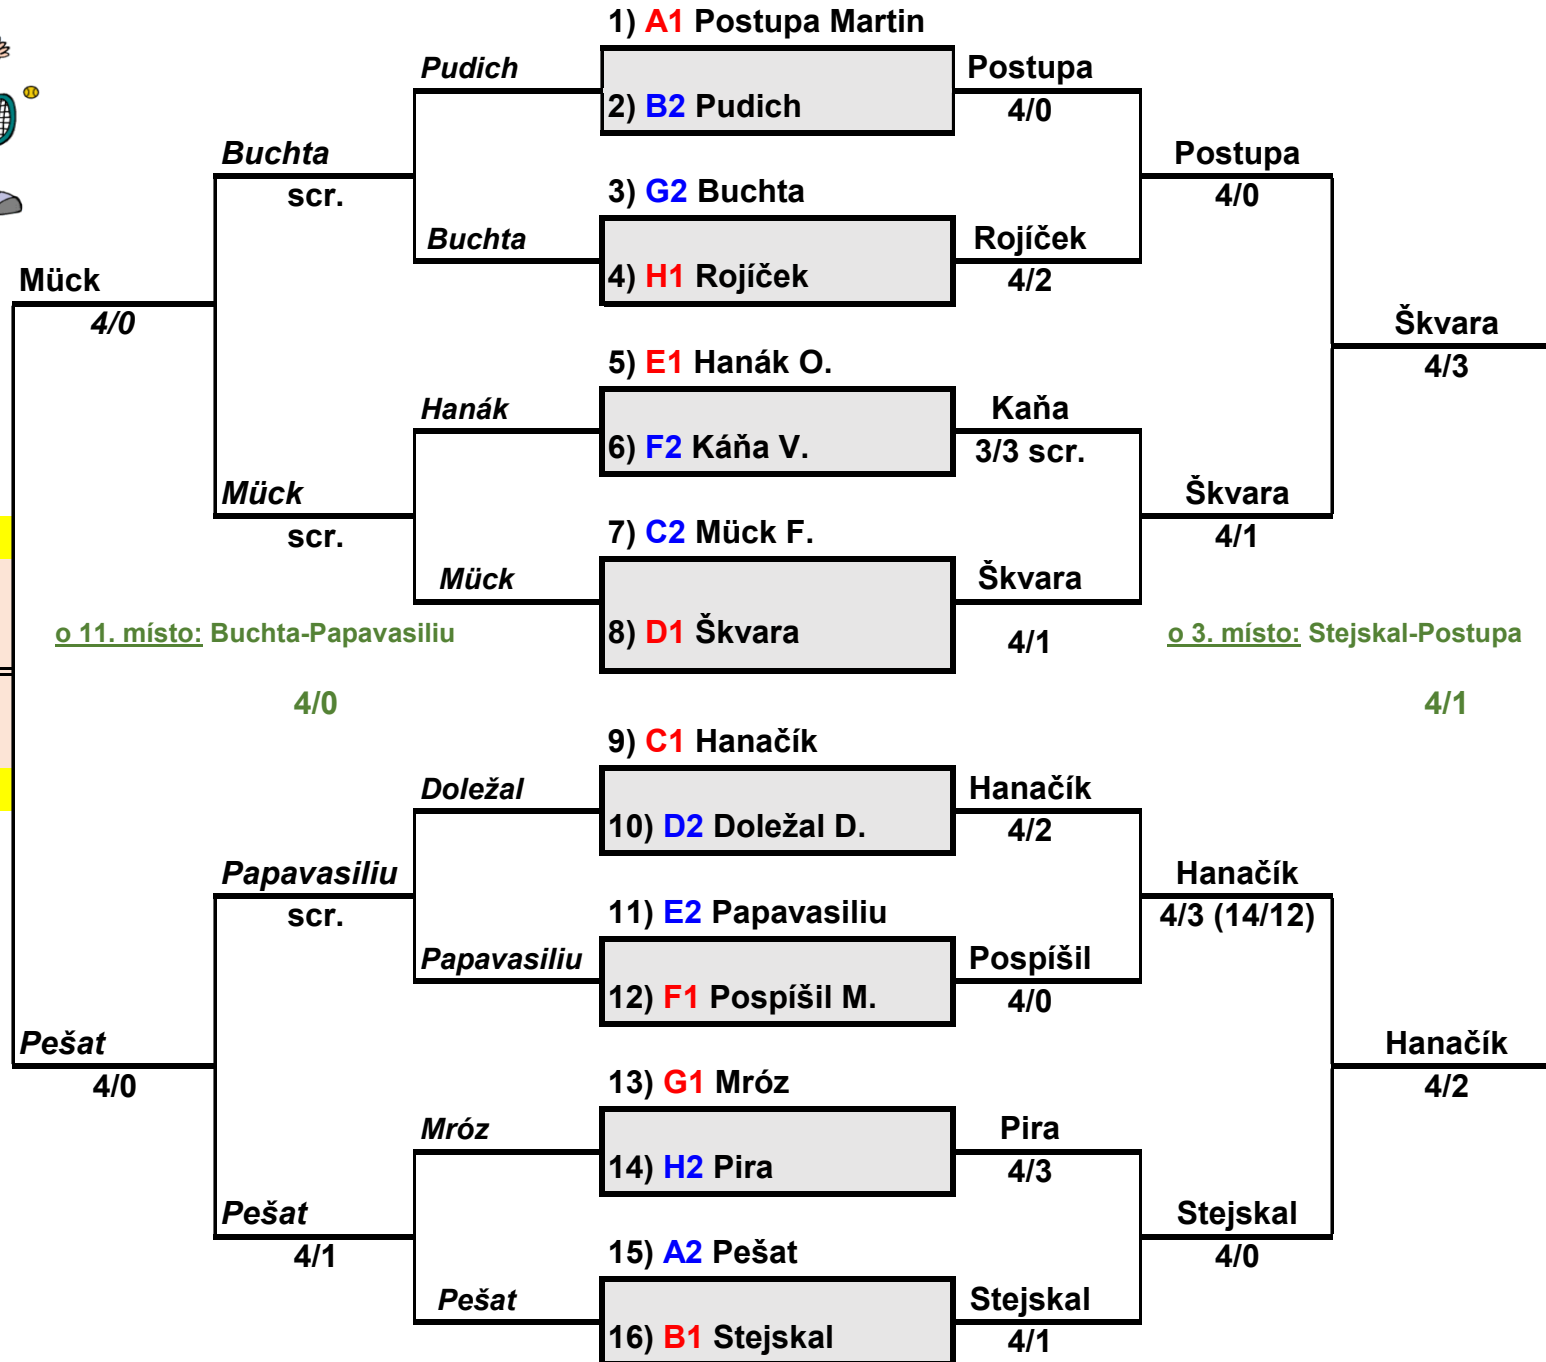 1) A1 Postupa Martin
Pudich
Postupa
2) B2 Pudich
4/0
Buchta
Postupa
scr.
3) G2 Buchta
4/0
Buchta
Rojíček
Mück
4) H1 Rojíček
4/2
4/0
Škvara
5) E1 Hanák O.
4/3
Hanák
Kaňa
6) F2 Káňa V.
3/3 scr.
Mück
Škvara
scr.
7) C2 Mück F.
4/1
Mück
Škvara
o 11. místo: Buchta-Papavasiliu
8) D1 Škvara
4/1
o 3. místo: Stejskal-Postupa
4/0
4/1
9) C1 Hanačík
Doležal
Hanačík
10) D2 Doležal D.
4/2
Papavasiliu
Hanačík
scr.
11) E2 Papavasiliu
4/3 (14/12)
Papavasiliu
Pospíšil
12) F1 Pospíšil M.
4/0
Pešat
Hanačík
4/0
13) G1 Mróz
4/2
Mróz
Pira
14) H2 Pira
4/3
Pešat
Stejskal
4/1
15) A2 Pešat
4/0
Pešat
Stejskal
16) B1 Stejskal
4/1